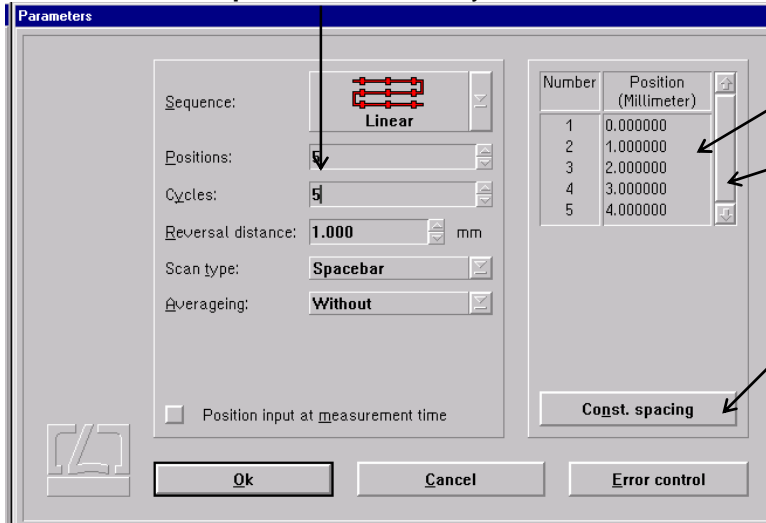 Parameters
Sequence:
Linear
Positions:
5
Cycles:
5
Reversal distance:
1.000
mm
Scan type:
Spacebar
Averageing:
Without
Position input at measurement time
Number Position
(Millimeter)
1 0.000000
2 1.000000
3 2.000000
4 3.000000
5 4.000000
Const. spacing
Ok
Cancel
Error control